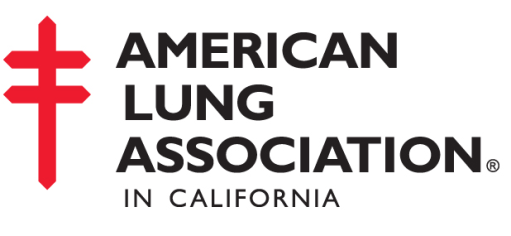 AMERICAN
LUNG
ASSOCIATION®
IN CALIFORNIA